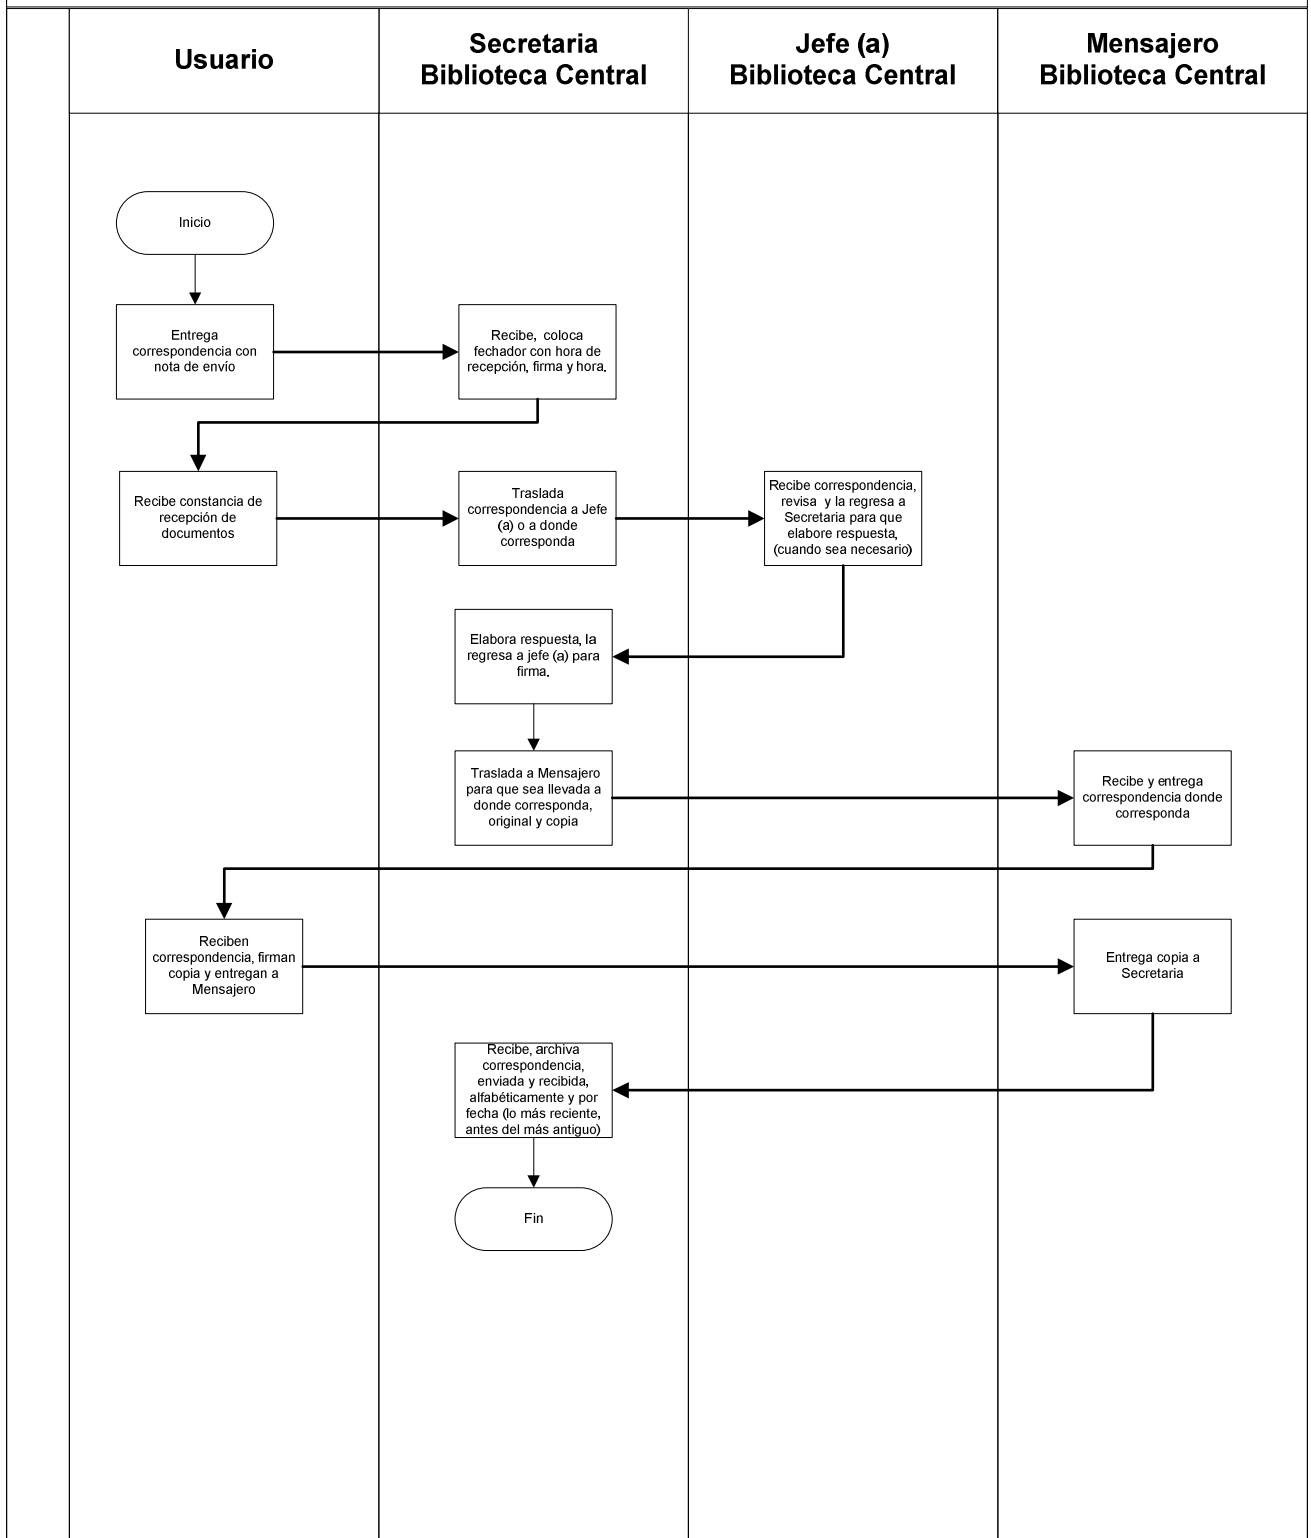 Usuario
Secretaria
Biblioteca Central
Jefe (a)
Biblioteca Central
Mensajero
Biblioteca Central
Inicio
Entrega
correspondencia con
nota de envío
Recibe, coloca
fechador con hora de
recepción, firma y hora.
Recibe constancia de
recepción de
documentos
Traslada
correspondencia a Jefe
(a) o a donde
corresponda
Recibe correspondencia,
revisa y la regresa a
Secretaria para que
elabore respuesta,
(cuando sea necesario)
Elabora respuesta, la
regresa a jefe (a) para
firma.
Traslada a Mensajero
para que sea llevada a
donde corresponda,
original y copia
Recibe y entrega
correspondencia donde
corresponda
Reciben
correspondencia, firman
copia y entregan a
Mensajero
Entrega copia a
Secretaria
Recibe, archiva
correspondencia,
enviada y recibida,
alfabéticamente y por
fecha (lo más reciente,
antes del más antiguo)
Fin